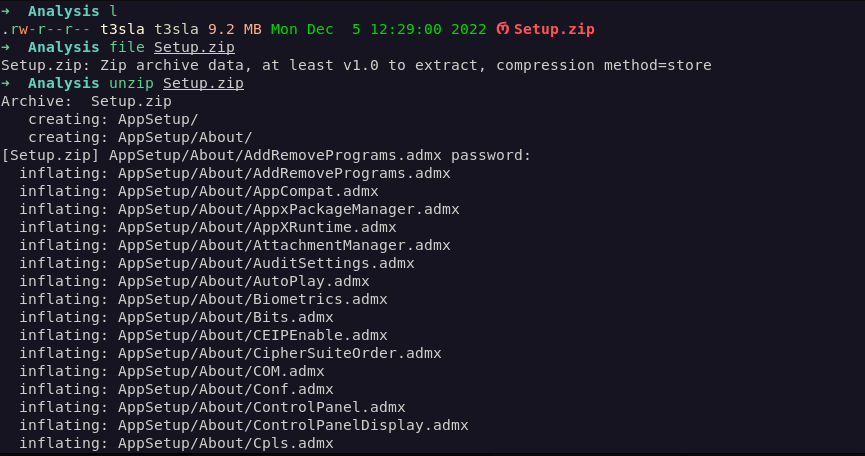 ➜  Analysis l
.rw-r--r-- t3sla t3sla 9.2 MB Mon Dec  5 12:29:00 2022 Setup.zip
➜  Analysis file Setup.zip
Setup.zip: Zip archive data, at least v1.0 to extract, compression method=store
➜  Analysis unzip Setup.zip
Archive:  Setup.zip
   creating: AppSetup/
   creating: AppSetup/About/
[Setup.zip] AppSetup/About/AddRemovePrograms.admx password:
  inflating: AppSetup/About/AddRemovePrograms.admx
  inflating: AppSetup/About/AppCompat.admx
  inflating: AppSetup/About/AppxPackageManager.admx
  inflating: AppSetup/About/AppXRuntime.admx
  inflating: AppSetup/About/AttachmentManager.admx
  inflating: AppSetup/About/AuditSettings.admx
  inflating: AppSetup/About/AutoPlay.admx
  inflating: AppSetup/About/Biometrics.admx
  inflating: AppSetup/About/Bits.admx
  inflating: AppSetup/About/CEIPEnable.admx
  inflating: AppSetup/About/CipherSuiteOrder.admx
  inflating: AppSetup/About/COM.admx
  inflating: AppSetup/About/Conf.admx
  inflating: AppSetup/About/ControlPanel.admx
  inflating: AppSetup/About/ControlPanelDisplay.admx
  inflating: AppSetup/About/Cpls.admx